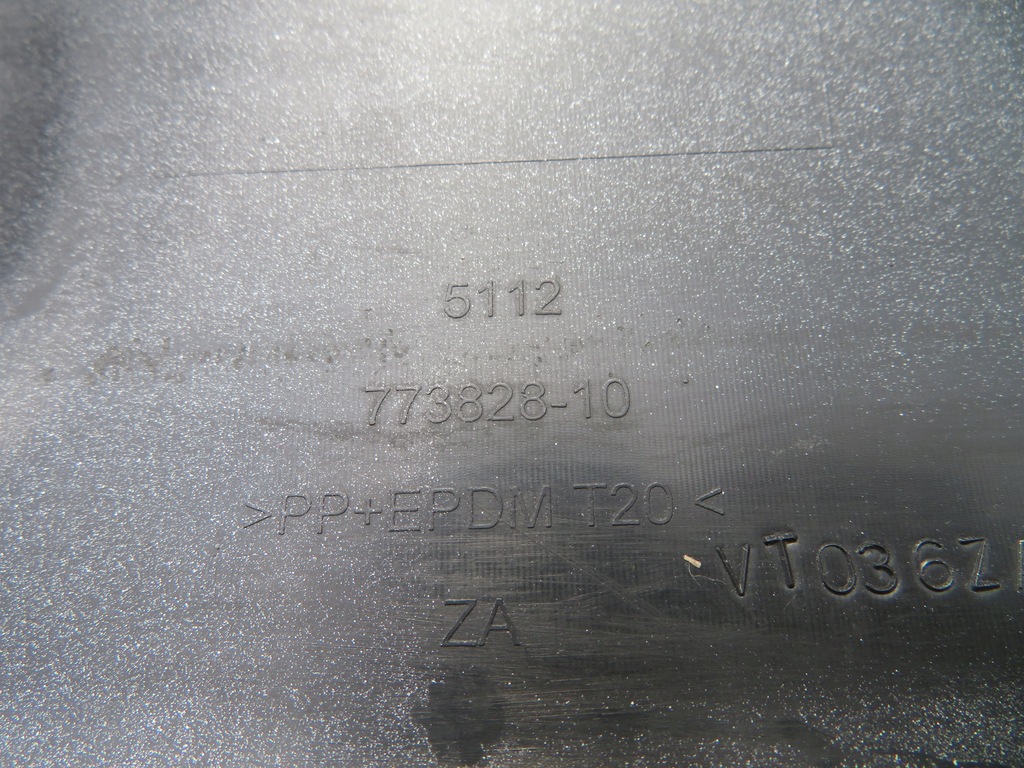 5112
773828-10
>PP+EPDM T20 <
VT036Z
ZA